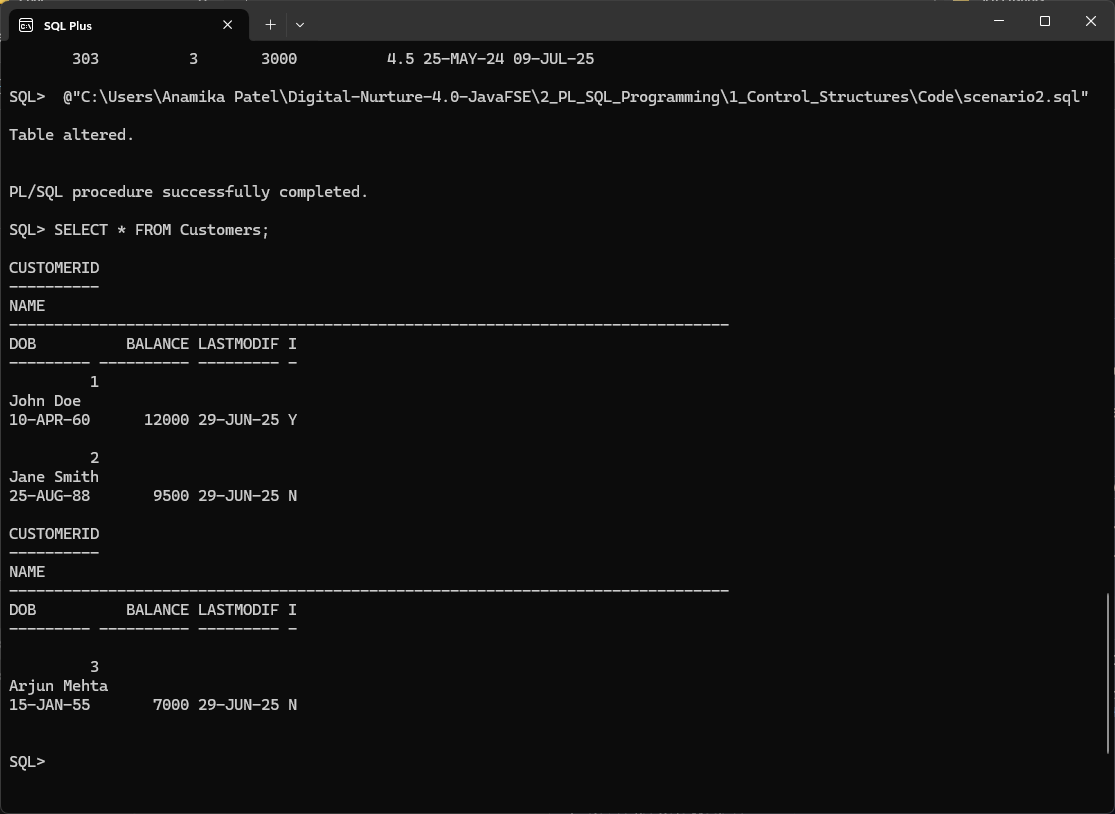 SQL Plus
303 3 3000 4.5 25-MAY-24 09-JUL-25
SQL> @"C:\Users\Anamika Patel\Digital-Nurture-4.0-JavaFSE\2_PL_SQL_Programming\1_Control_Structures\Code\scenario2.sql"
Table altered.
PL/SQL procedure successfully completed.
SQL> SELECT * FROM Customers;
CUSTOMERID
----------
NAME
--------------------------------------------------------------------------------
DOB BALANCE LASTMODIF I
--------- ---------- --------- -
1
John Doe
10-APR-60 12000 29-JUN-25 Y
2
Jane Smith
25-AUG-88 9500 29-JUN-25 N
CUSTOMERID
----------
NAME
--------------------------------------------------------------------------------
DOB BALANCE LASTMODIF I
--------- ---------- --------- -
3
Arjun Mehta
15-JAN-55 7000 29-JUN-25 N
SQL>